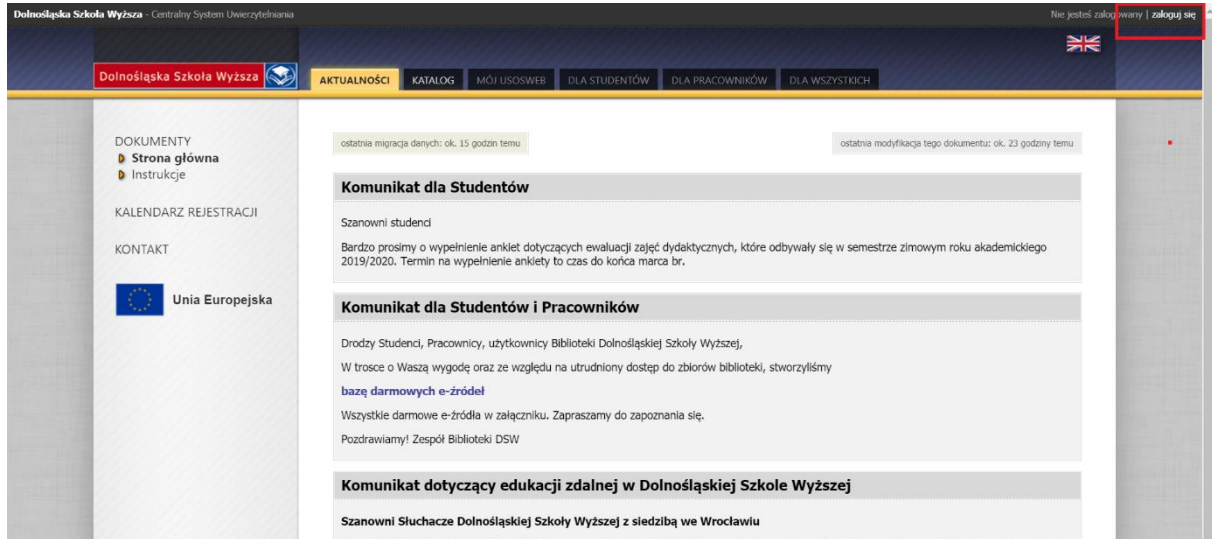 Dolnośląska Szkoła Wyższa - Centralny System Uwierzytelniania
Nie jesteś zalogowany | zaloguj się
Dolnośląska Szkoła Wyższa
AKTUALNOŚCI KATALOG MÓJ USOSWEB DLA STUDENTÓW DLA PRACOWNIKÓW DLA WSZYSTKICH
DOKUMENTY
Strona główna
Instrukcje
KALENDARZ REJESTRACJI
KONTAKT
Unia Europejska
ostatnia migracja danych: ok. 15 godzin temu
ostatnia modyfikacja tego dokumentu: ok. 23 godziny temu
Komunikat dla Studentów
Szanowni studenci
Bardzo prosimy o wypełnienie ankiet dotyczących ewaluacji zajęć dydaktycznych, które odbywały się w semestrze zimowym roku akademickiego
2019/2020. Termin na wypełnienie ankiety to czas do końca marca br.
Komunikat dla Studentów i Pracowników
Drodzy Studenci, Pracownicy, użytkownicy Biblioteki Dolnośląskiej Szkoły Wyższej,
W trosce o Waszą wygodę oraz ze względu na utrudniony dostęp do zbiorów biblioteki, stworzyliśmy
bazę darmowych e-źródeł
Wszystkie darmowe e-źródła w załączniku. Zapraszamy do zapoznania się.
Pozdrawiamy! Zespół Biblioteki DSW
Komunikat dotyczący edukacji zdalnej w Dolnośląskiej Szkole Wyższej
Szanowni Słuchacze Dolnośląskiej Szkoły Wyższej z siedzibą we Wrocławiu